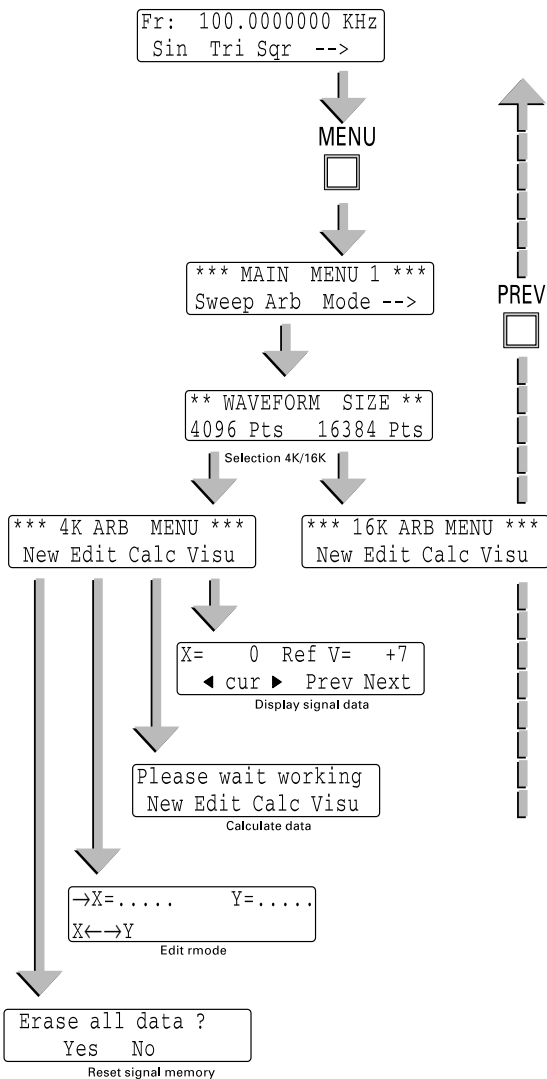 Fr: 100.0000000 KHz
Sin Tri Sqr -->
MENU
*** MAIN MENU 1 ***
Sweep Arb Mode -->
PREV
** WAVEFORM SIZE **
4096 Pts 16384 Pts
Selection 4K/16K
*** 4K ARB MENU ***
New Edit Calc Visu
*** 16K ARB MENU ***
New Edit Calc Visu
X= 0 Ref V= +7
◄ cur ► Prev Next
Display signal data
Please wait working
New Edit Calc Visu
Calculate data
→X=..... Y=.....
X←→Y
Edit rmode
Erase all data ?
Yes No
Reset signal memory